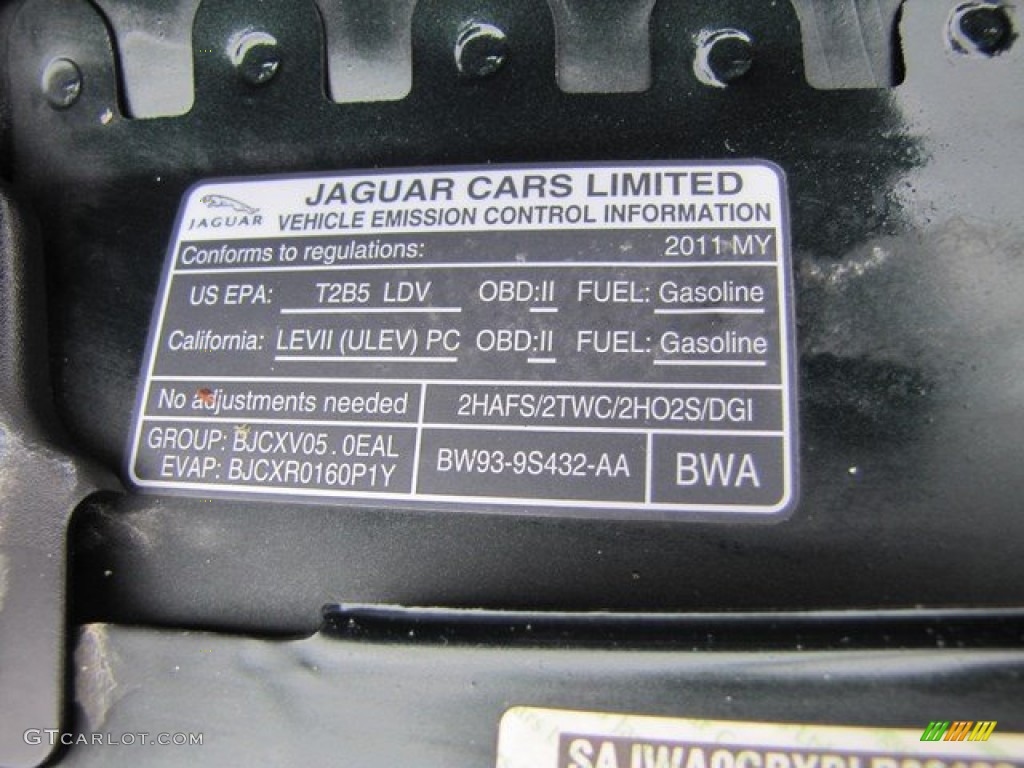 JAGUAR CARS LIMITED
JAGUAR VEHICLE EMISSION CONTROL INFORMATION
Conforms to regulations: 2011 MY
US EPA: T2B5 LDV OBD:II FUEL: Gasoline
California: LEVII (ULEV) PC OBD:II FUEL: Gasoline
No adjustments needed 2HAFS/2TWC/2HO2S/DGI
GROUP: BJCXV05.0EAL
EVAP: BJCXR0160P1Y
BW93-9S432-AA BWA
GTCARLOT.COM